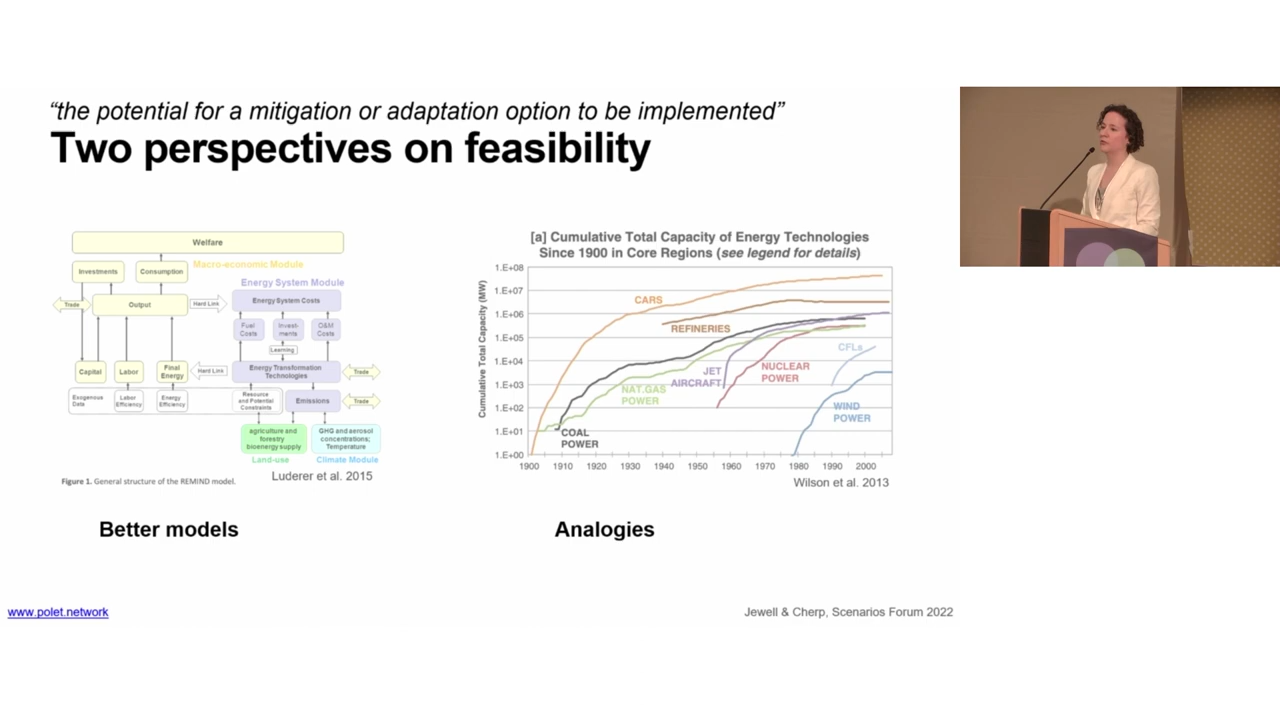 “the potential for a mitigation or adaptation option to be implemented”
Two perspectives on feasibility
Welfare
Investments
Consumption
Macro-economic Module
Energy System Module
Trade
Output
Hard Link
Energy System Costs
Fuel
Costs
Invest-
ments
O&M
Costs
Learning
Capital
Labor
Final
Energy
Hard Link
Energy Transformation
Technologies
Trade
Exogenous
Data
Labor
Efficiency
Energy
Efficiency
Resource
and Potential
Constraints
Emissions
Trade
agriculture and
forestry
bioenergy supply
GHG and aerosol
concentrations;
Temperature
Land-use
Climate Module
Figure 1. General structure of the REMIND model.
Luderer et al. 2015
Better models
[a] Cumulative Total Capacity of Energy Technologies
Since 1900 in Core Regions (see legend for details)
Cumulative Total Capacity (MW)
1.E+08
1.E+07
1.E+06
1.E+05
1.E+04
1.E+03
1.E+02
1.E+01
1.E+00
CARS
REFINERIES
CFLs
JET
AIRCRAFT
NUCLEAR
POWER
NAT.GAS
POWER
WIND
POWER
COAL
POWER
1900 1910 1920 1930 1940 1950 1960 1970 1980 1990 2000
Wilson et al. 2013
Analogies
www.polet.network
Jewell & Cherp, Scenarios Forum 2022